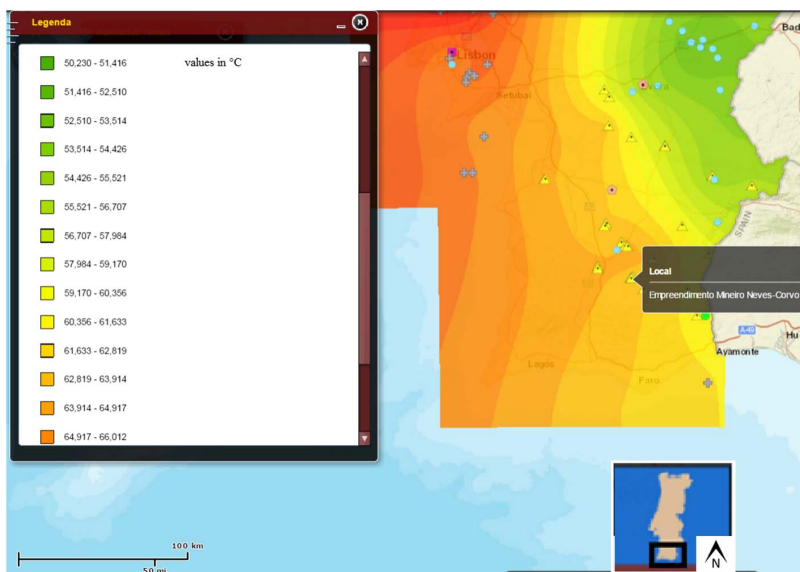 Legenda
values in °C
50,230 - 51,416
51,416 - 52,510
52,510 - 53,514
53,514 - 54,426
54,426 - 55,521
55,521 - 56,707
56,707 - 57,984
57,984 - 59,170
59,170 - 60,356
60,356 - 61,633
61,633 - 62,819
62,819 - 63,914
63,914 - 64,917
64,917 - 66,012
Lisbon
Bad
Setubal
SPAIN
Local
Empreendimento Mineiro Neves-Corvo
A-49
Hu
Ayamonte
Lagos
Faro
100 km
50 mi
N